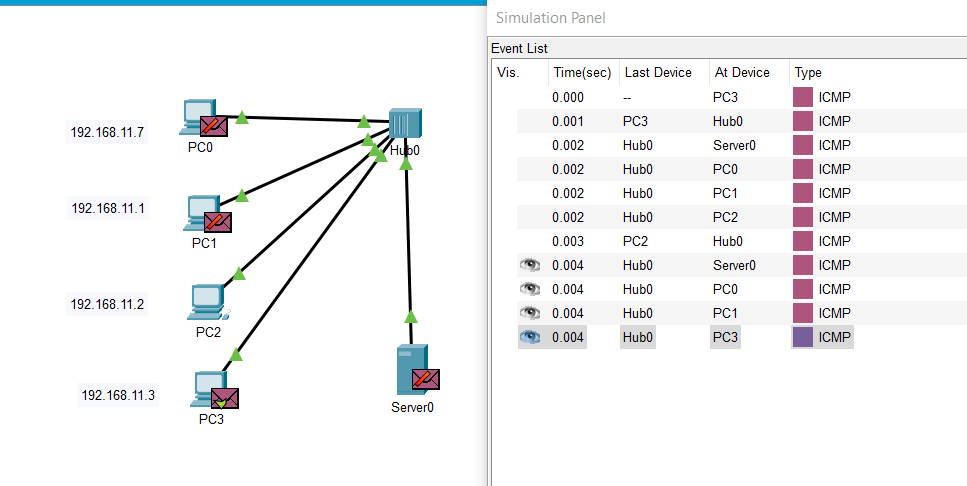 Simulation Panel
Event List
Vis. Time(sec) Last Device At Device Type
0.000 -- PC3 ICMP
0.001 PC3 Hub0 ICMP
0.002 Hub0 Server0 ICMP
0.002 Hub0 PC0 ICMP
0.002 Hub0 PC1 ICMP
0.002 Hub0 PC2 ICMP
0.003 PC2 Hub0 ICMP
0.004 Hub0 Server0 ICMP
0.004 Hub0 PC0 ICMP
0.004 Hub0 PC1 ICMP
0.004 Hub0 PC3 ICMP
192.168.11.7
PC0
Hub0
192.168.11.1
PC1
192.168.11.2
PC2
192.168.11.3
PC3
Server0